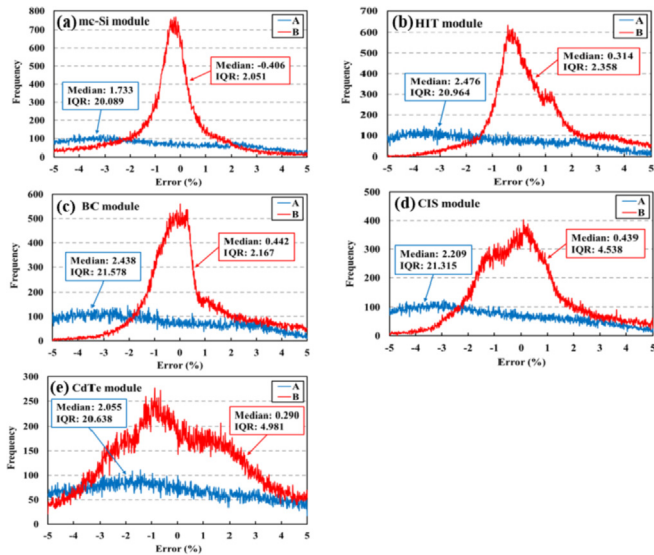 (a) mc-Si module
A
B
Median: -0.406
IQR: 2.051
Median: 1.733
IQR: 20.089
Frequency
800
700
600
500
400
300
200
100
0
-5 -4 -3 -2 -1 0 1 2 3 4 5
Error (%)
(b) HIT module
A
B
Median: 0.314
IQR: 2.358
Median: 2.476
IQR: 20.964
Frequency
700
600
500
400
300
200
100
0
-5 -4 -3 -2 -1 0 1 2 3 4 5
Error (%)
(c) BC module
A
B
Median: 0.442
IQR: 2.167
Median: 2.438
IQR: 21.578
Frequency
600
500
400
300
200
100
0
-5 -4 -3 -2 -1 0 1 2 3 4 5
Error (%)
(d) CIS module
A
B
Median: 0.439
IQR: 4.538
Median: 2.209
IQR: 21.315
Frequency
500
400
300
200
100
0
-5 -4 -3 -2 -1 0 1 2 3 4 5
Error (%)
(e) CdTe module
A
B
Median: 2.055
IQR: 20.638
Median: 0.290
IQR: 4.981
Frequency
300
250
200
150
100
50
0
-5 -4 -3 -2 -1 0 1 2 3 4 5
Error (%)